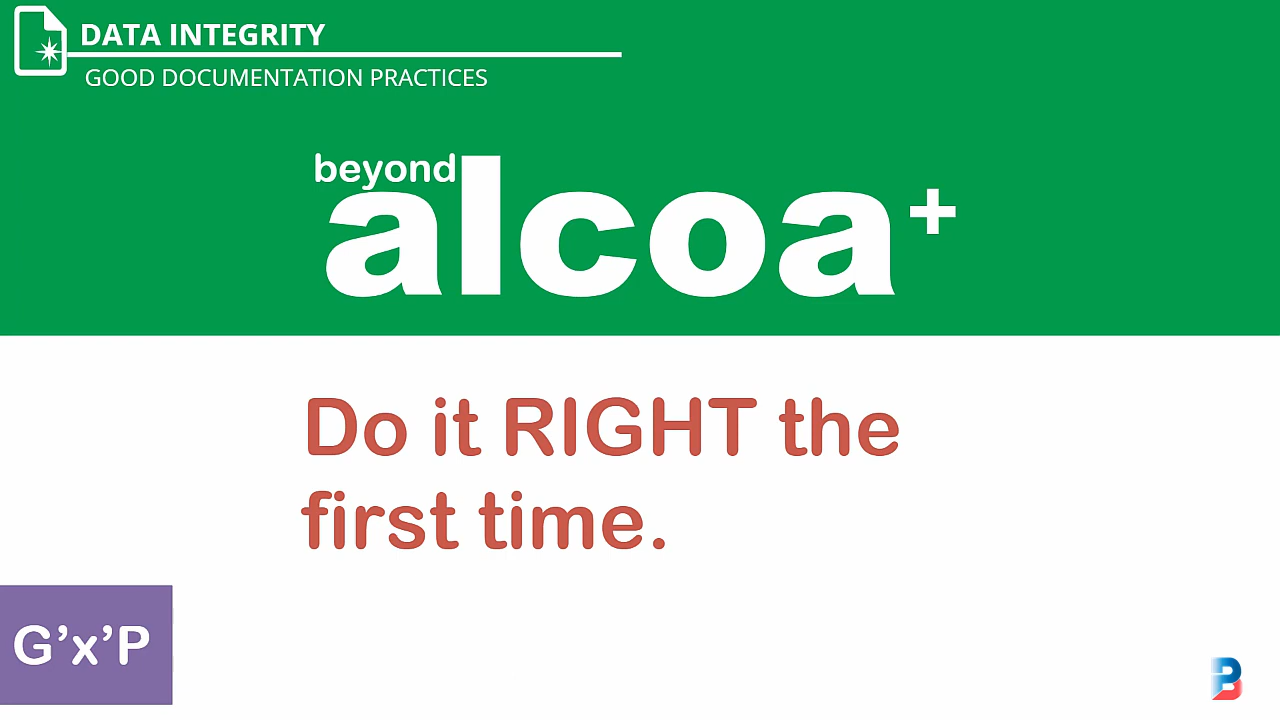 DATA INTEGRITY
GOOD DOCUMENTATION PRACTICES
beyond
alcoa+
Do it RIGHT the
first time.
G’x’P
B